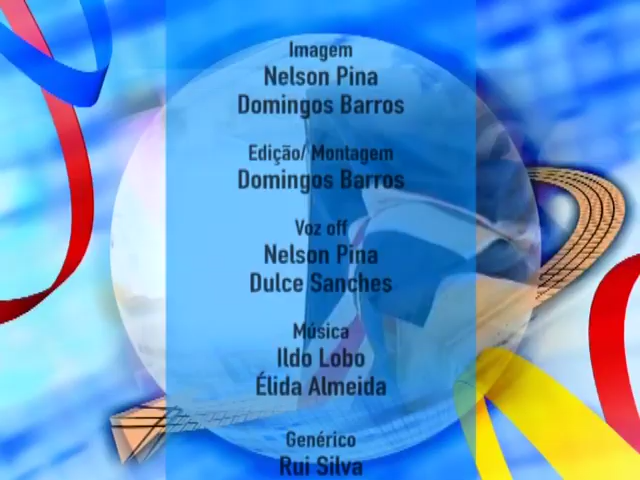 Imagem
Nelson Pina
Domingos Barros
Edição/ Montagem
Domingos Barros
Voz off
Nelson Pina
Dulce Sanches
Música
Ildo Lobo
Élida Almeida
Genérico
Rui Silva